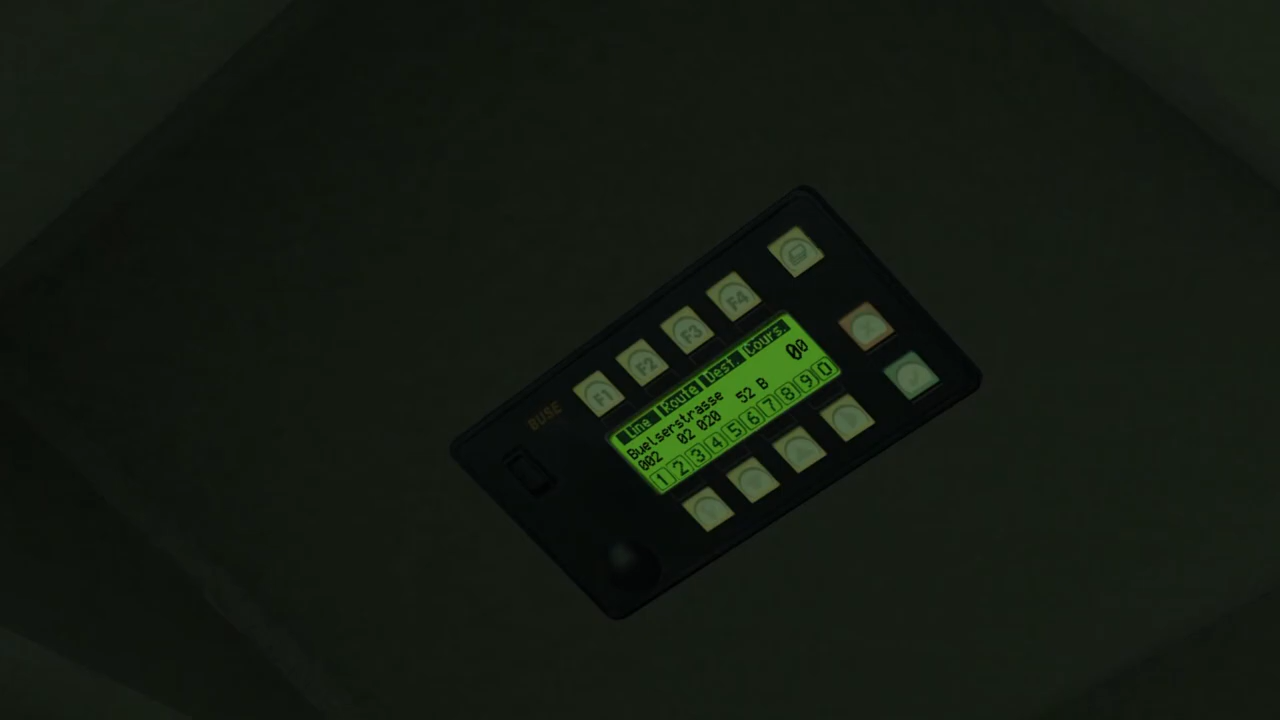 F1 F2 F3 F4
BUSE
Line Route Dest. Cours.
Buelserstrasse 00
002 02 020 52 B
1 2 3 4 5 6 7 8 9 0